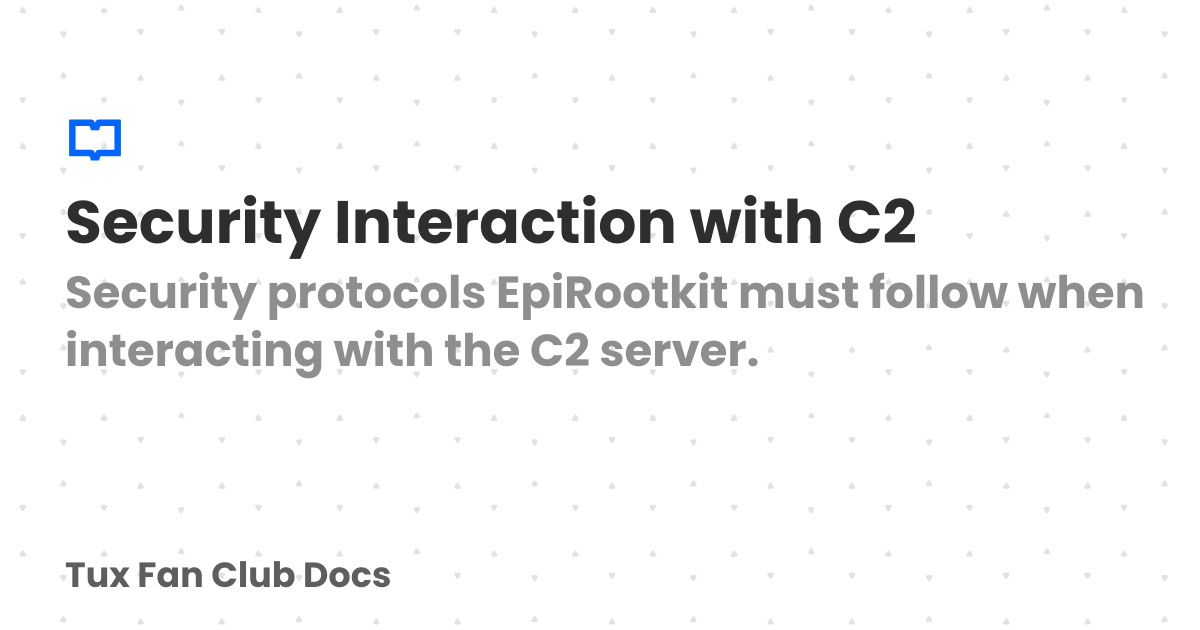 Security Interaction with C2
Security protocols EpiRootkit must follow when
interacting with the C2 server.
Tux Fan Club Docs